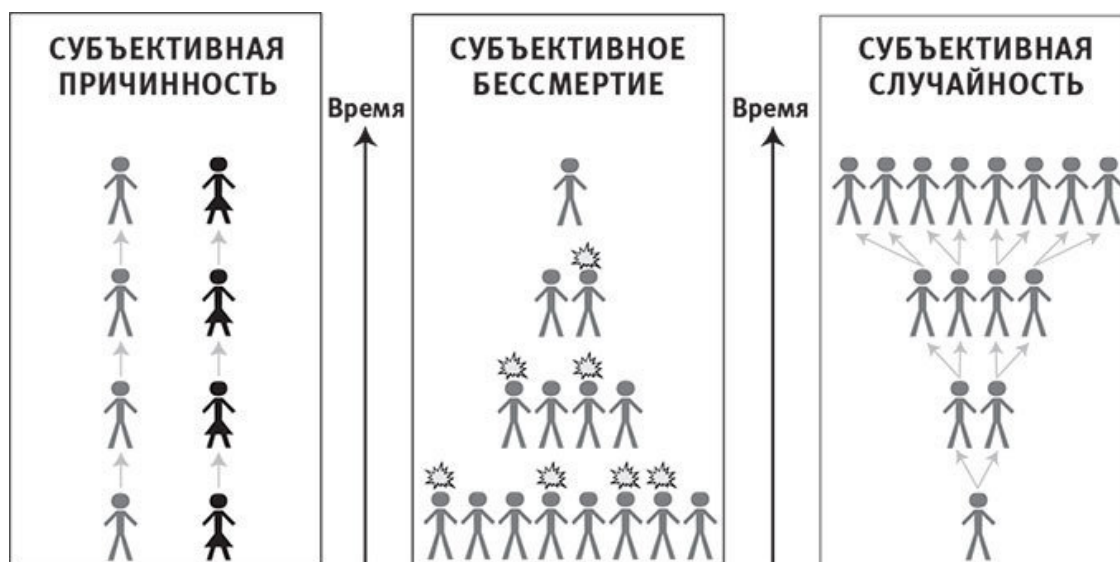 СУБЪЕКТИВНАЯ
ПРИЧИННОСТЬ
Время
СУБЪЕКТИВНОЕ
БЕССМЕРТИЕ
Время
СУБЪЕКТИВНАЯ
СЛУЧАЙНОСТЬ